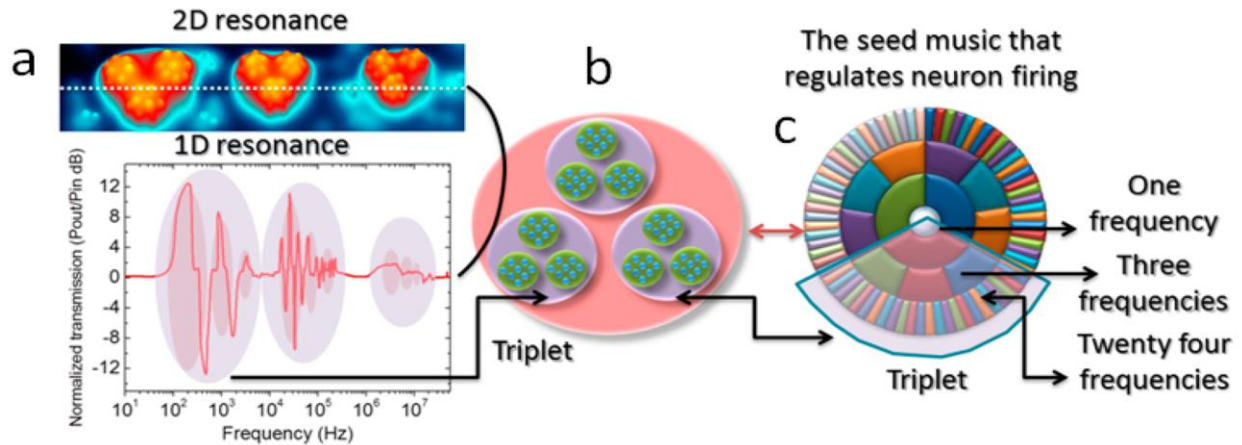 2D resonance
a
1D resonance
Normalized transmission (Pout/Pin dB)
12
8
4
0
-4
-8
-12
10¹ 10² 10³ 10⁴ 10⁵ 10⁶ 10⁷
Frequency (Hz)
b
Triplet
The seed music that
regulates neuron firing
c
One
frequency
Three
frequencies
Twenty four
frequencies
Triplet